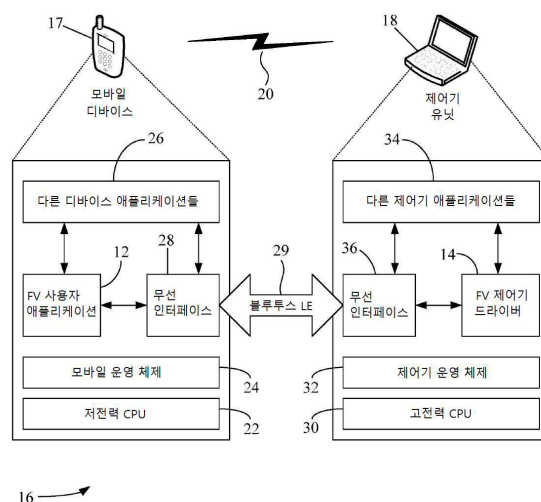 17
18
모바일
디바이스
20
제어기
유닛
26
34
다른 디바이스 애플리케이션들
다른 제어기 애플리케이션들
12
28
29
36
14
FV 사용자
애플리케이션
무선
인터페이스
블루투스 LE
무선
인터페이스
FV 제어기
드라이버
모바일 운영 체제
24
32
제어기 운영 체제
저전력 CPU
22
30
고전력 CPU
16